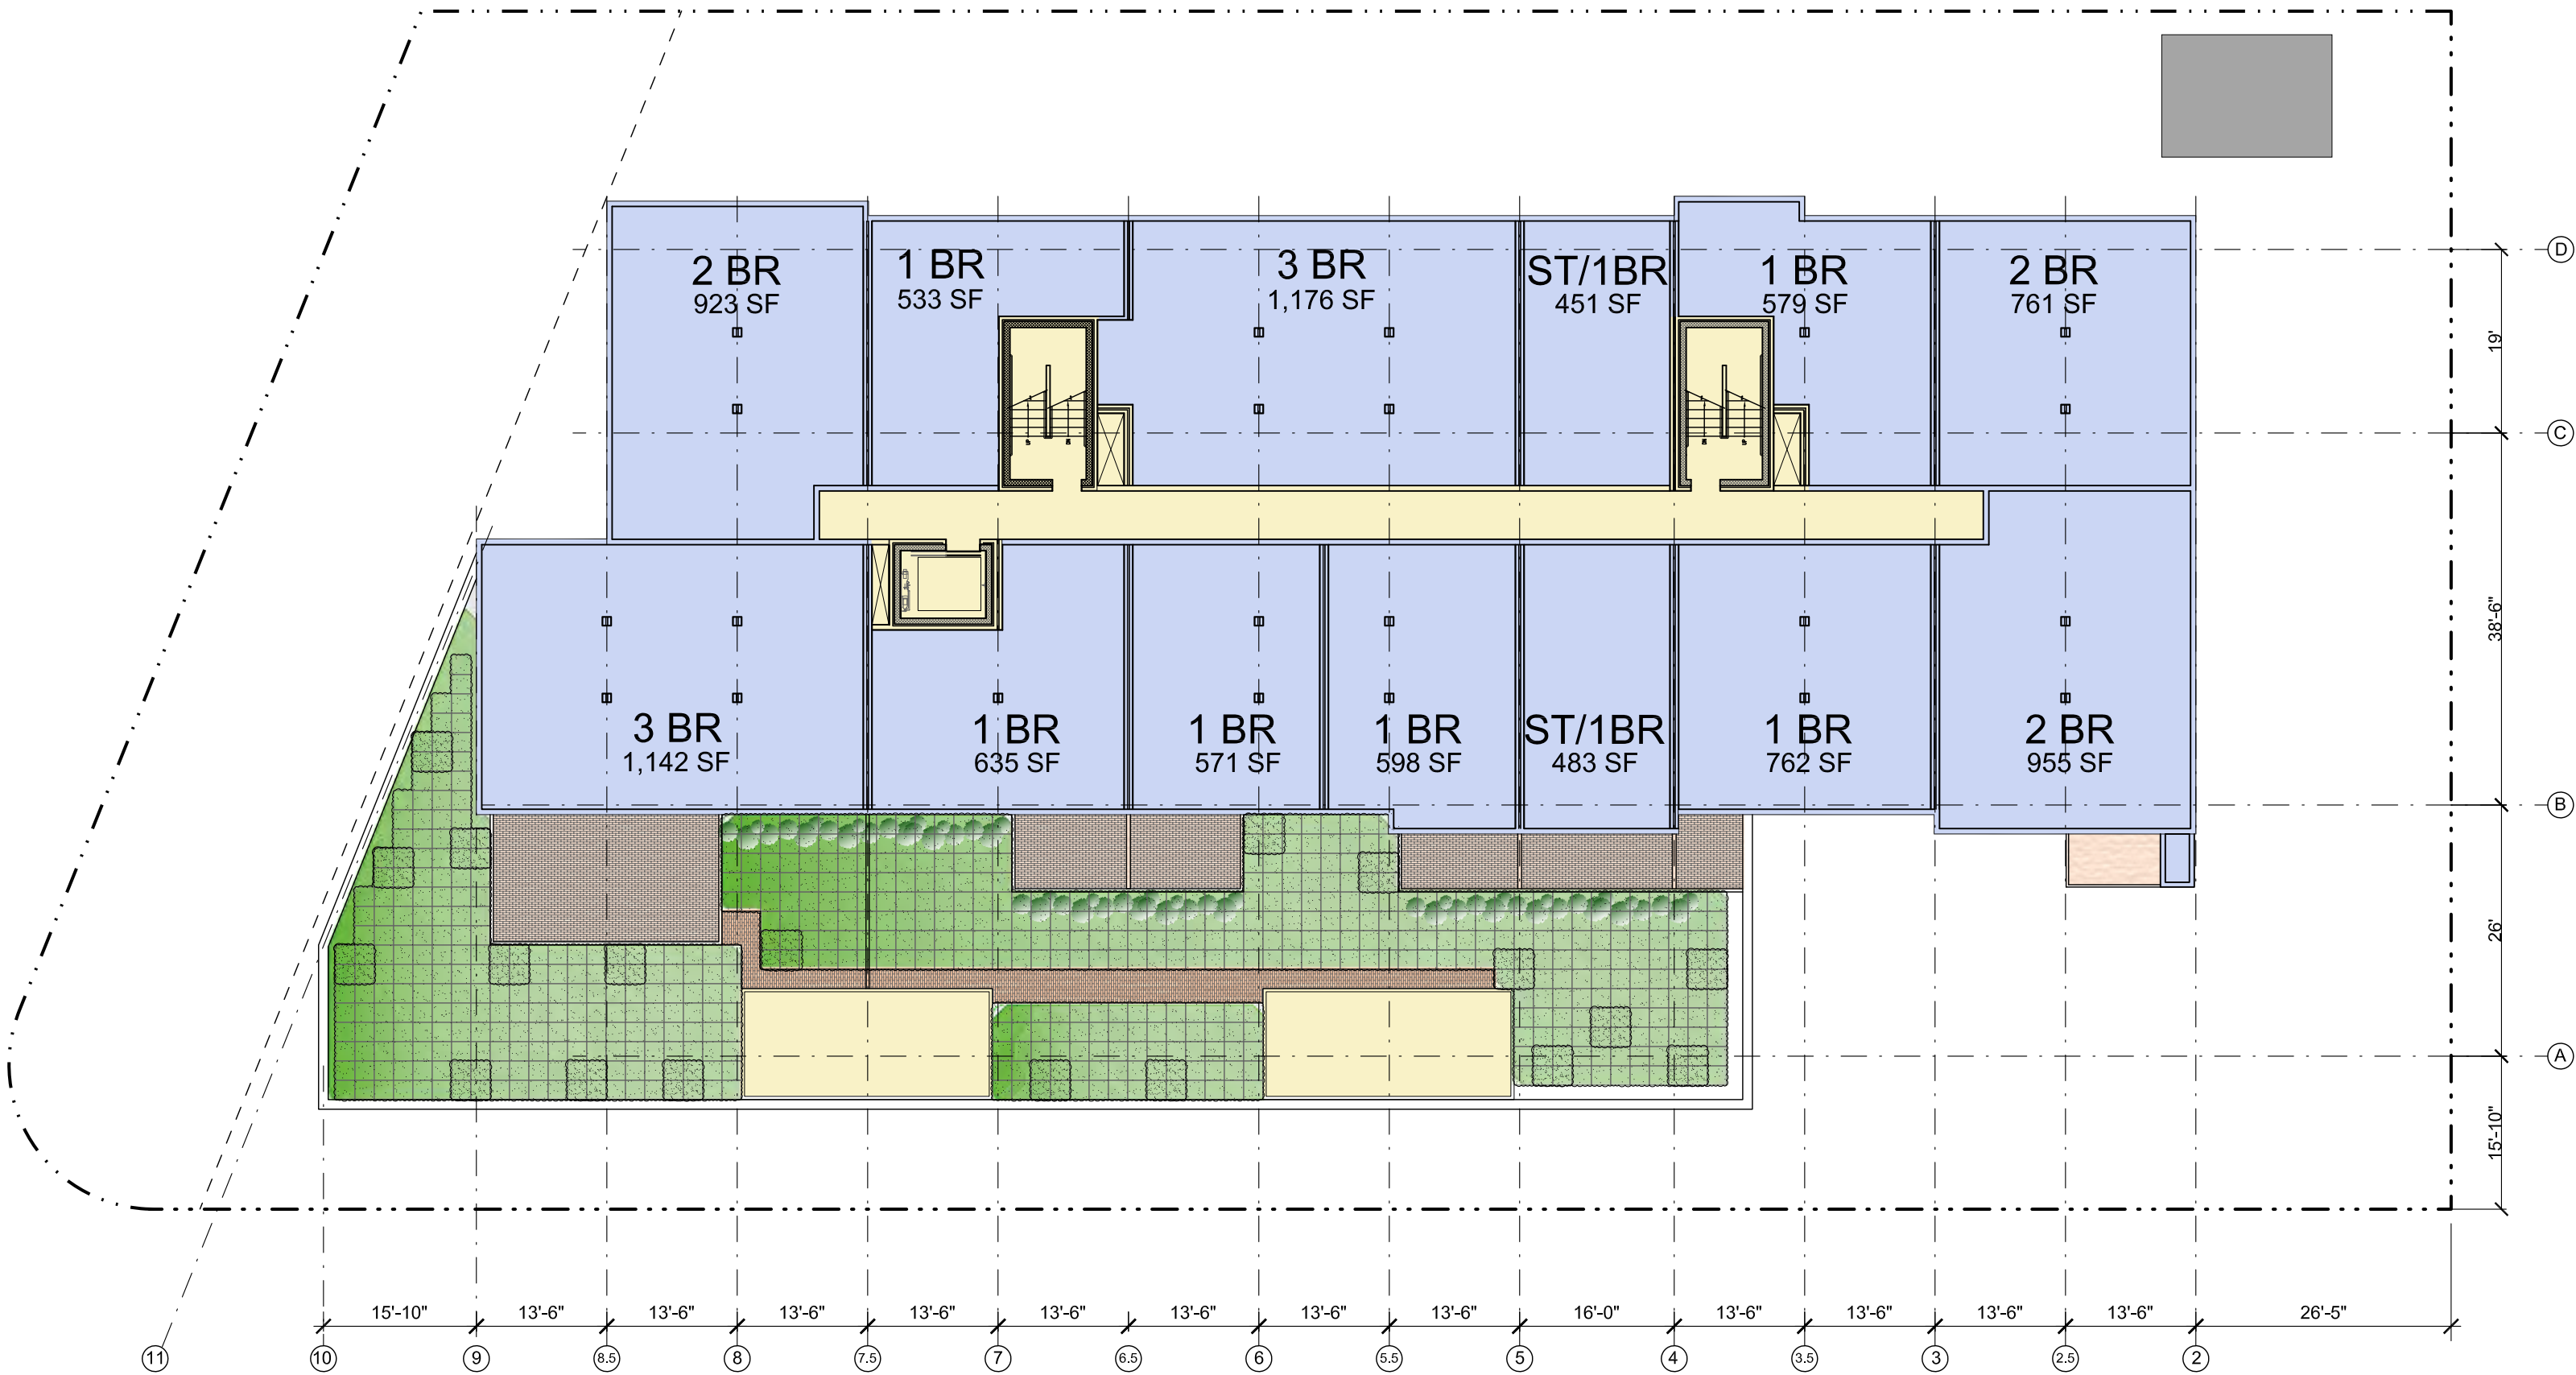 2 BR
923 SF
1 BR
533 SF
3 BR
1,176 SF
ST/1BR
451 SF
1 BR
579 SF
2 BR
761 SF
3 BR
1,142 SF
1 BR
635 SF
1 BR
571 SF
1 BR
598 SF
ST/1BR
483 SF
1 BR
762 SF
2 BR
955 SF
D
19'
C
38'-6"
B
26'
A
15'-10"
15'-10"
13'-6"
13'-6"
13'-6"
13'-6"
13'-6"
13'-6"
13'-6"
13'-6"
16'-0"
13'-6"
13'-6"
13'-6"
13'-6"
26'-5"
11
10
9
8.5
8
7.5
7
6.5
6
5.5
5
4
3.5
3
2.5
2